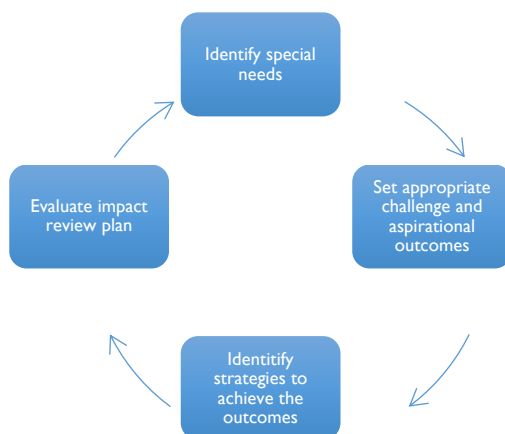 Identify special
needs
Set appropriate
challenge and
aspirational
outcomes
Identitify
strategies to
achieve the
outcomes
Evaluate impact
review plan